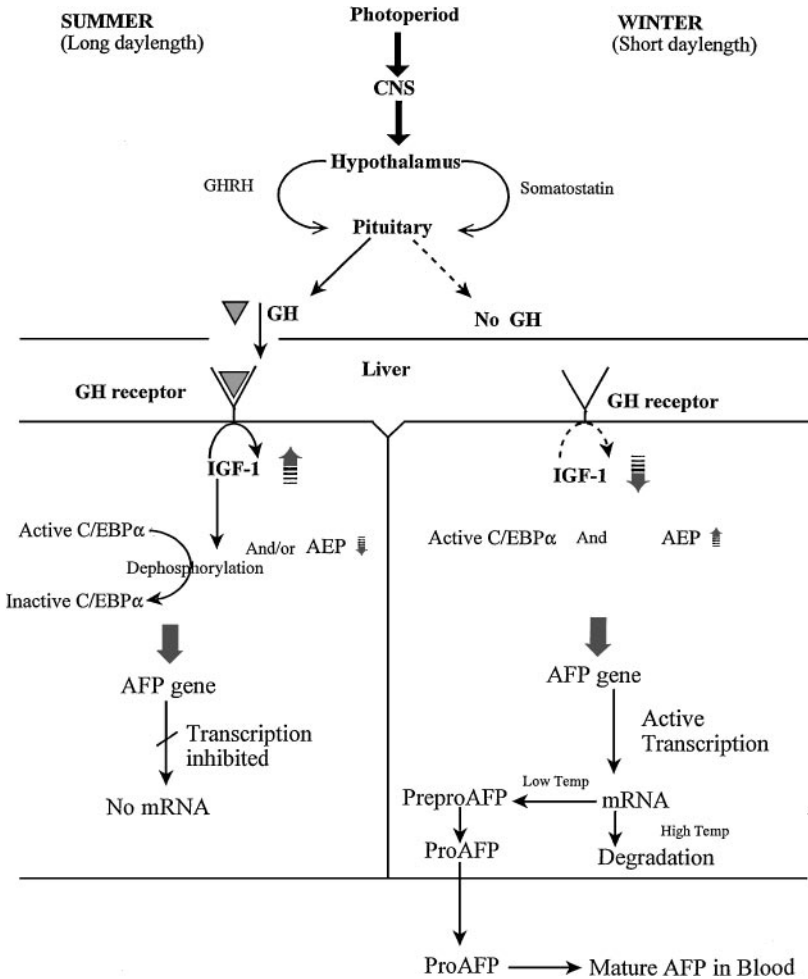 SUMMER
(Long daylength)
Photoperiod
WINTER
(Short daylength)
CNS
Hypothalamus
GHRH
Somatostatin
Pituitary
GH
No GH
Liver
GH receptor
GH receptor
IGF-1
IGF-1
Active C/EBPα
And/or AEP
Dephosphorylation
Inactive C/EBPα
Active C/EBPα And AEP
AFP gene
Transcription
inhibited
No mRNA
AFP gene
Active
Transcription
PreproAFP
Low Temp
mRNA
High Temp
ProAFP
Degradation
ProAFP
Mature AFP in Blood